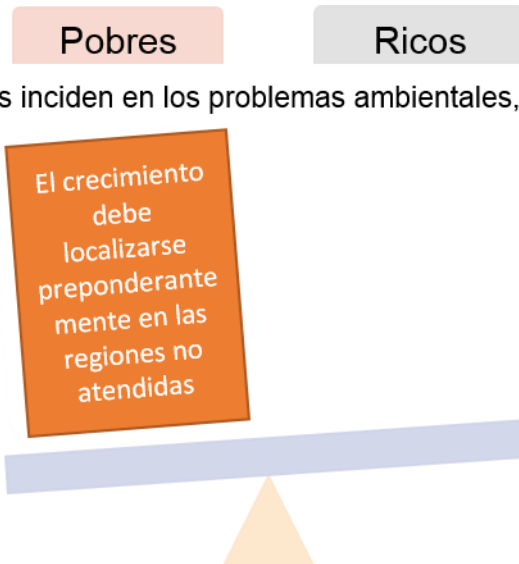 Pobres
Ricos
s inciden en los problemas ambientales,
El crecimiento
debe
localizarse
preponderante
mente en las
regiones no
atendidas